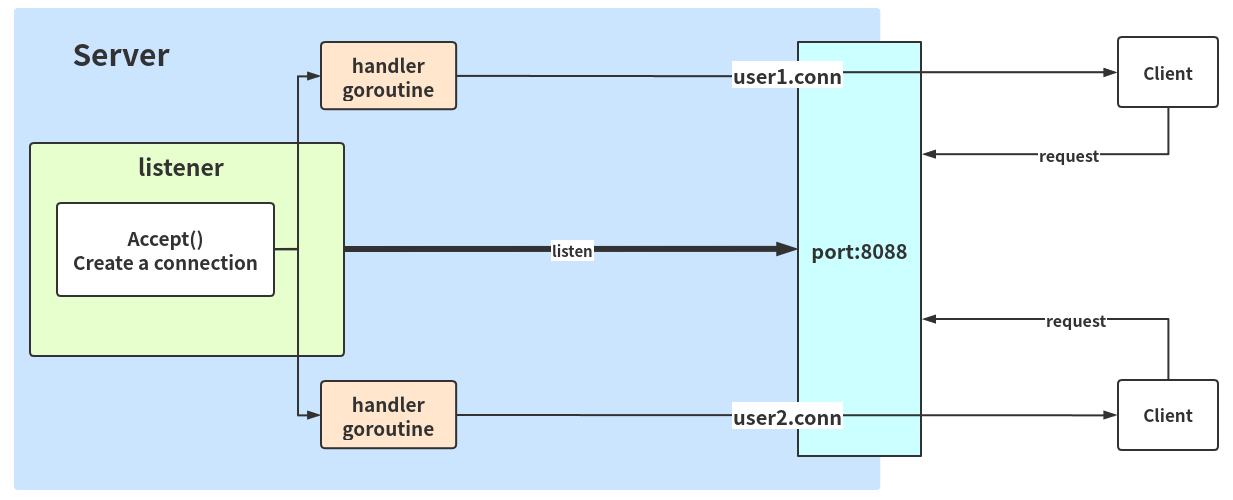 Server
handler
goroutine
user1.conn
Client
request
listener
Accept()
Create a connection
listen
port:8088
request
handler
goroutine
user2.conn
Client